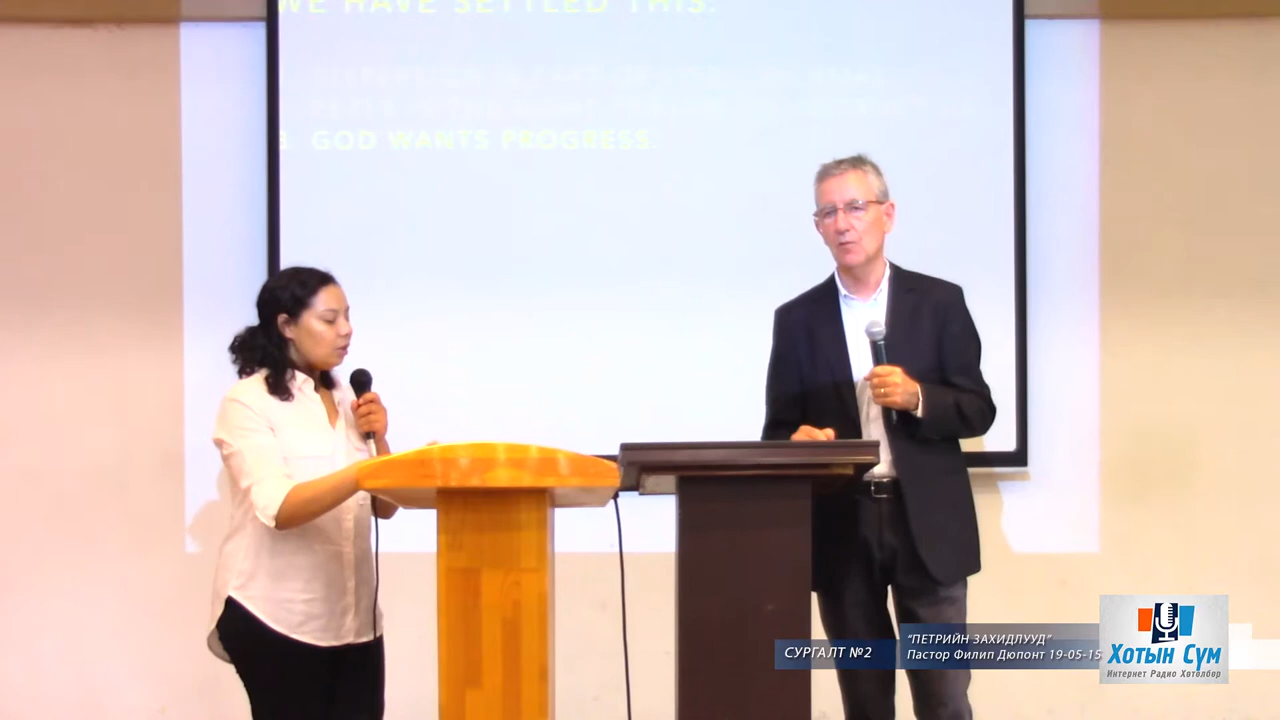 WE HAVE SETTLED THIS.
3. GOD WANTS PROGRESS.
СУРГАЛТ №2
“ПЕТРИЙН ЗАХИДЛУУД”
Пастор Филип Дюпонт 19-05-15
Хотын Сүм
Интернет Радио Хөтөлбөр